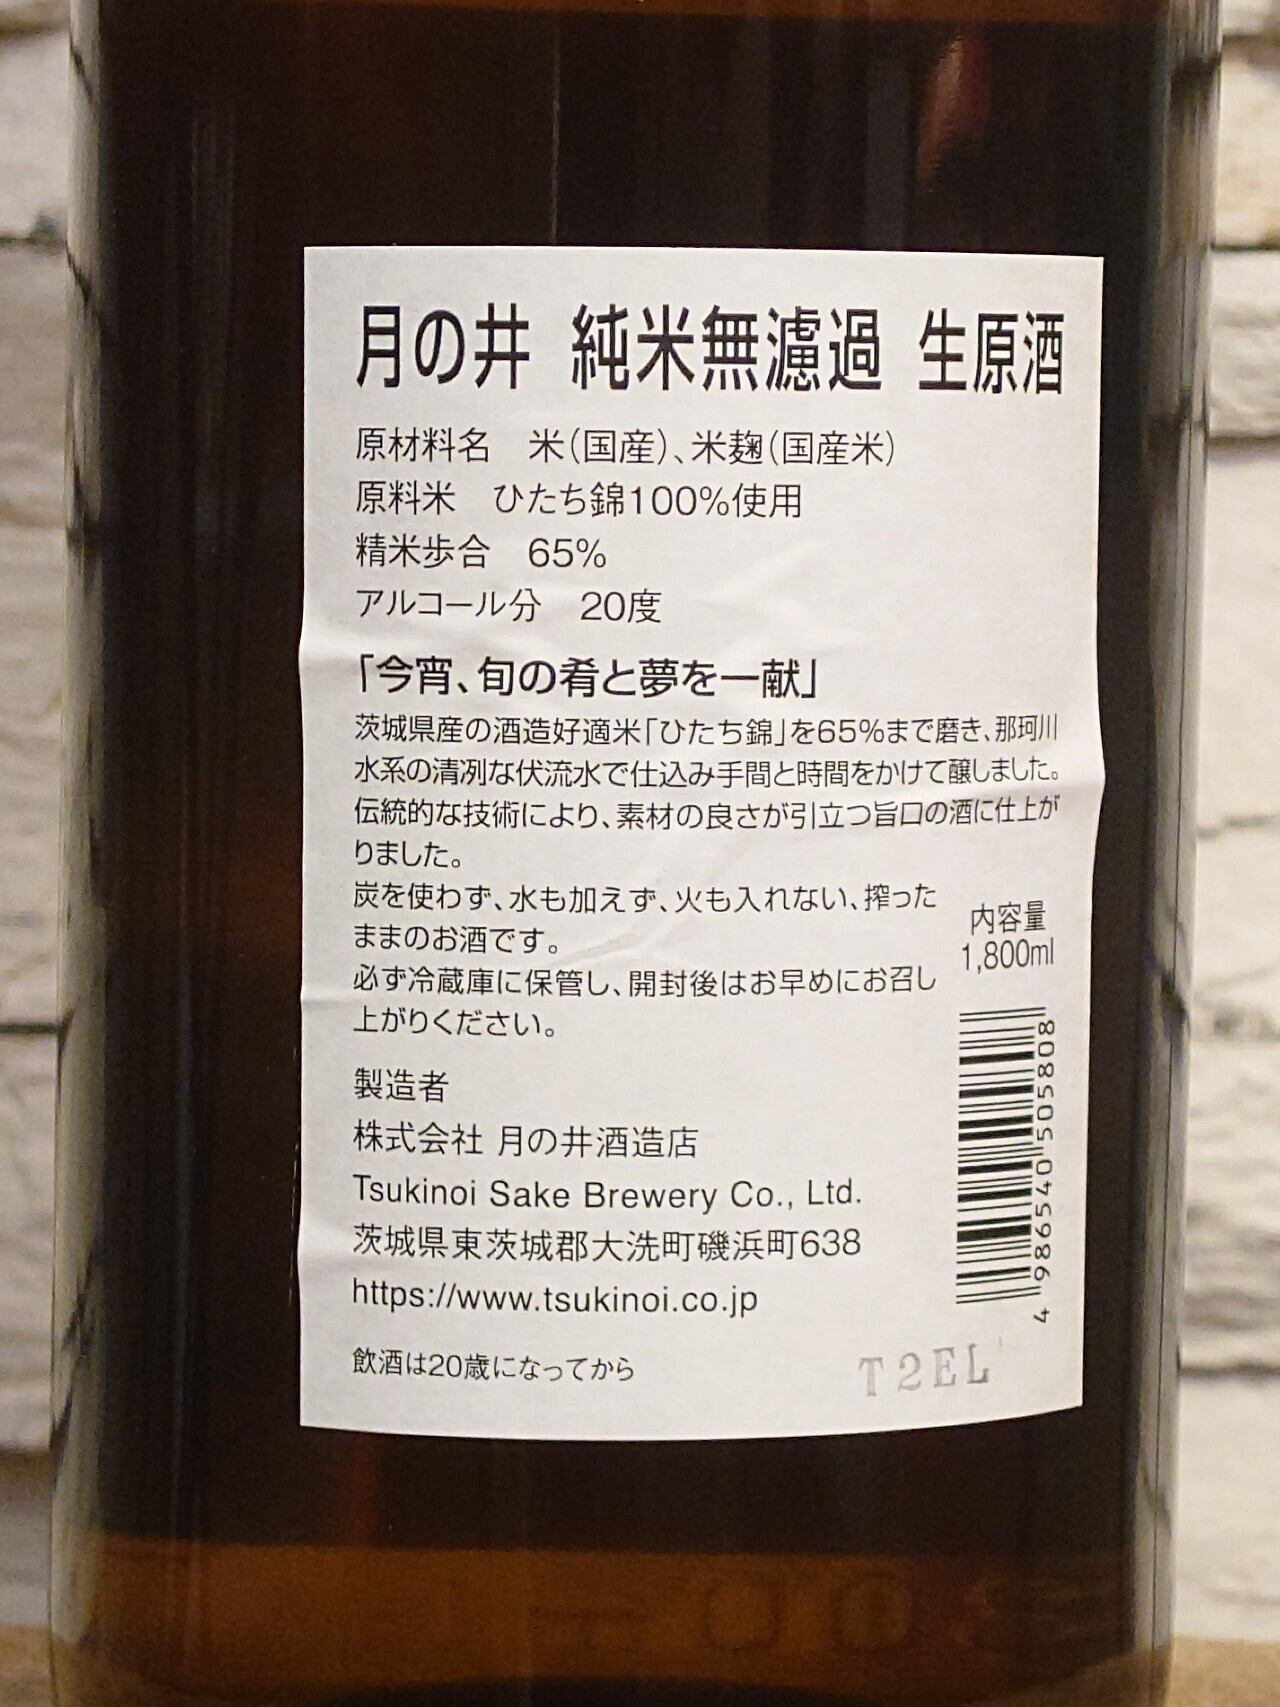 月の井 純米無濾過 生原酒
原材料名 米(国産)、米麹(国産米)
原料米 ひたち錦100%使用
精米歩合 65%
アルコール分 20度
「今宵、旬の肴と夢を一献」
茨城県産の酒造好適米「ひたち錦」を65%まで磨き、那珂川
水系の清冽な伏流水で仕込み手間と時間をかけて醸しました。
伝統的な技術により、素材の良さが引立つ旨口の酒に仕上が
りました。
炭を使わず、水も加えず、火も入れない、搾った
ままのお酒です。
必ず冷蔵庫に保管し、開封後はお早めにお召し
上がりください。
内容量
1,800ml
製造者
株式会社 月の井酒造店
Tsukinoi Sake Brewery Co., Ltd.
茨城県東茨城郡大洗町磯浜町638
https://www.tsukinoi.co.jp
飲酒は20歳になってから
4 986540 505808
T2EL